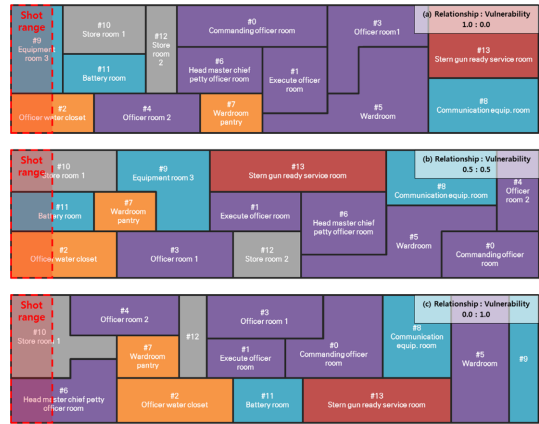 Shot
range
#9
Equipment
room 3
#10
Store room 1
#11
Battery room
#12
Store
room
2
#0
Commanding officer room
#6
Head master chief
petty officer room
#1
Execute officer
room
#3
Officer room1
#5
Wardroom
(a) Relationship : Vulnerability
1.0 : 0.0
#13
Stern gun ready service room
#8
Communication equip. room
#2
Officer water closet
#4
Officer room 2
#7
Wardroom
pantry
Shot
range
#10
Store room 1
#9
Equipment room 3
#13
Stern gun ready service room
(b) Relationship : Vulnerability
0.5 : 0.5
#8
Communication equip. room
#4
Officer
room 2
#11
Battery room
#7
Wardroom
pantry
#1
Execute officer room
#6
Head master chief
petty officer room
#5
Wardroom
#2
Officer water closet
#3
Officer room 1
#12
Store room 2
#0
Commanding officer
room
Shot
range
#10
Store room 1
#4
Officer room 2
#12
#3
Officer room 1
(c) Relationship : Vulnerability
0.0 : 1.0
#8
Communication
equip. room
#7
Wardroom
pantry
#1
Execute officer
room
#0
Commanding officer
room
#5
Wardroom
#9
#6
Head master chief petty
officer room
#2
Officer water closet
#11
Battery room
#13
Stern gun ready service room